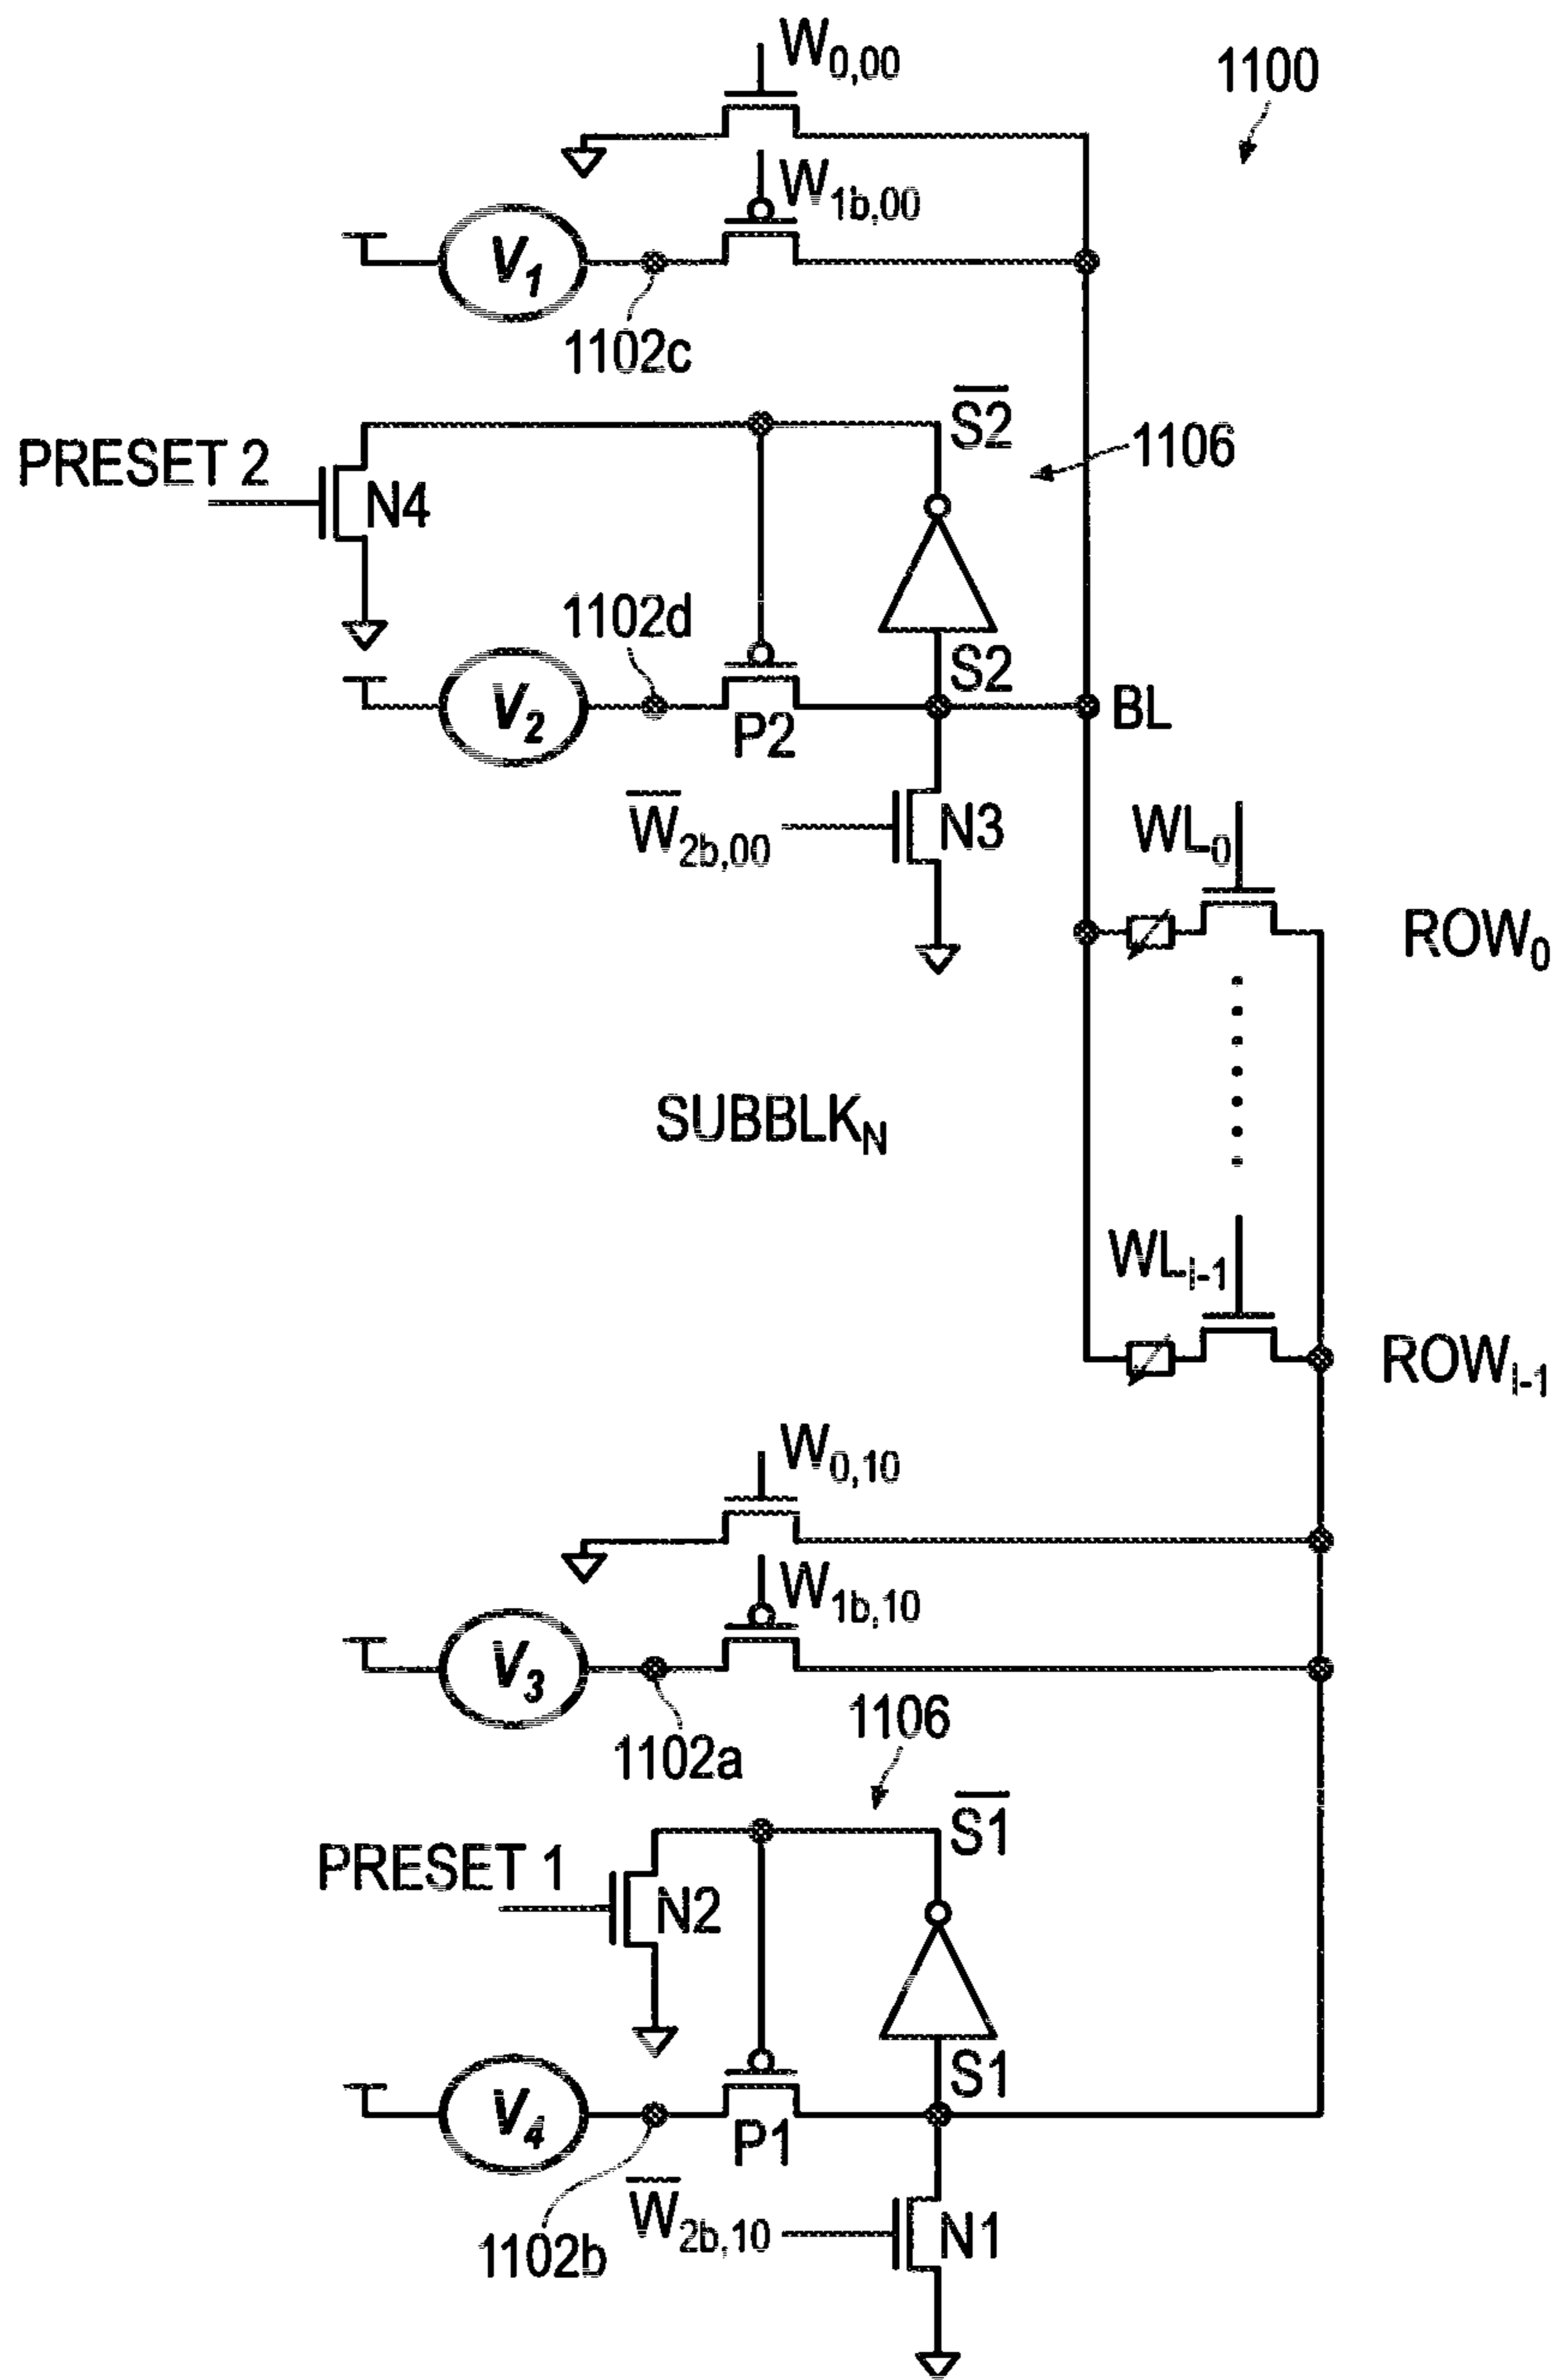 W0,00
1100
W1b,00
V1
1102c
S2
1106
PRESET 2
N4
1102d
S2
V2
P2
BL
W2b,00
N3
WL0
ROW0
SUBBLKN
WLI-1
ROWI-1
W0,10
W1b,10
V3
1102a
1106
S1
PRESET 1
N2
S1
V4
P1
1102b
W2b,10
N1